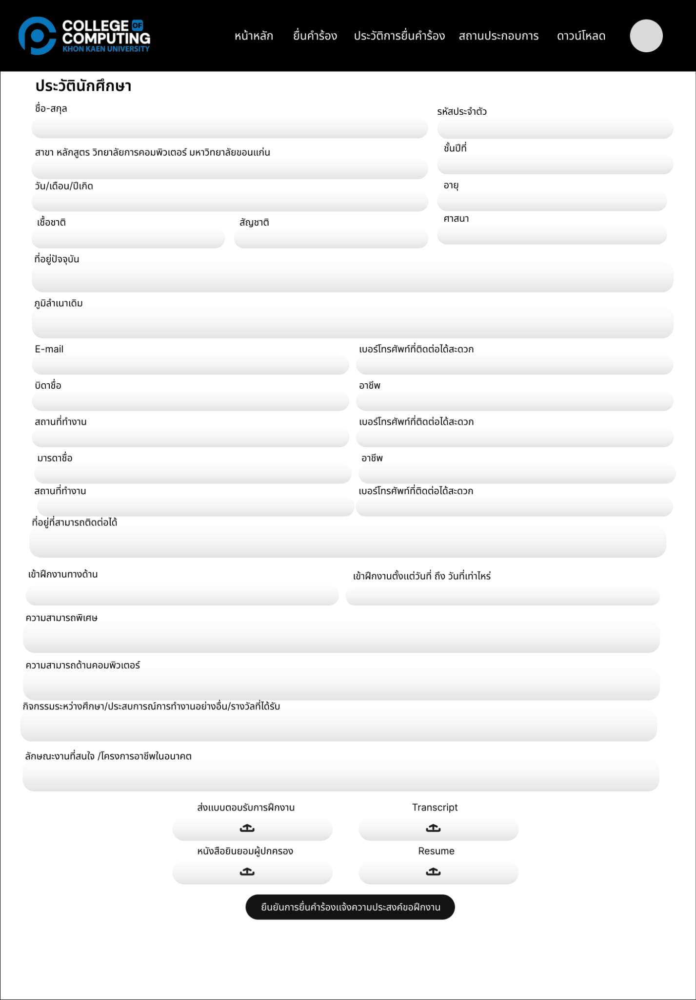 COLLEGE OF
COMPUTING
KHON KAEN UNIVERSITY
หน้าหลัก ยื่นคำร้อง ประวัติการยื่นคำร้อง สถานประกอบการ ดาวน์โหลด
ประวัตินักศึกษา
ชื่อ-สกุล รหัสประจำตัว
สาขา หลักสูตร วิทยาลัยการคอมพิวเตอร์ มหาวิทยาลัยขอนแก่น ชั้นปีที่
วัน/เดือน/ปีเกิด อายุ
เชื้อชาติ สัญชาติ ศาสนา
ที่อยู่ปัจจุบัน
ภูมิลำเนาเดิม
E-mail เบอร์โทรศัพท์ที่ติดต่อได้สะดวก
บิดาชื่อ อาชีพ
สถานที่ทำงาน เบอร์โทรศัพท์ที่ติดต่อได้สะดวก
มารดาชื่อ อาชีพ
สถานที่ทำงาน เบอร์โทรศัพท์ที่ติดต่อได้สะดวก
ที่อยู่ที่สามารถติดต่อได้
เข้าฝึกงานทางด้าน เข้าฝึกงานตั้งแต่วันที่ ถึง วันที่เท่าไหร่
ความสามารถพิเศษ
ความสามารถด้านคอมพิวเตอร์
กิจกรรมระหว่างศึกษา/ประสบการณ์การทำงานอย่างอื่น/รางวัลที่ได้รับ
ลักษณะงานที่สนใจ /โครงการอาชีพในอนาคต
ส่งแบบตอบรับการฝึกงาน Transcript
หนังสือยินยอมผู้ปกครอง Resume
ยืนยันการยื่นคำร้องแจ้งความประสงค์ขอฝึกงาน